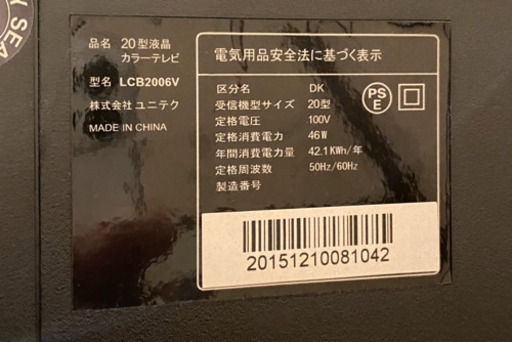 品名 20型液晶
カラーテレビ
型名 LCB2006V
株式会社 ユニテク
MADE IN CHINA
電気用品安全法に基づく表示
区分名 DK
受信機型サイズ 20型
定格電圧 100V
定格消費電力 46W
年間消費電力量 42.1KWh/年
定格周波数 50Hz/60Hz
製造番号
PS
E
20151210081042
SEA